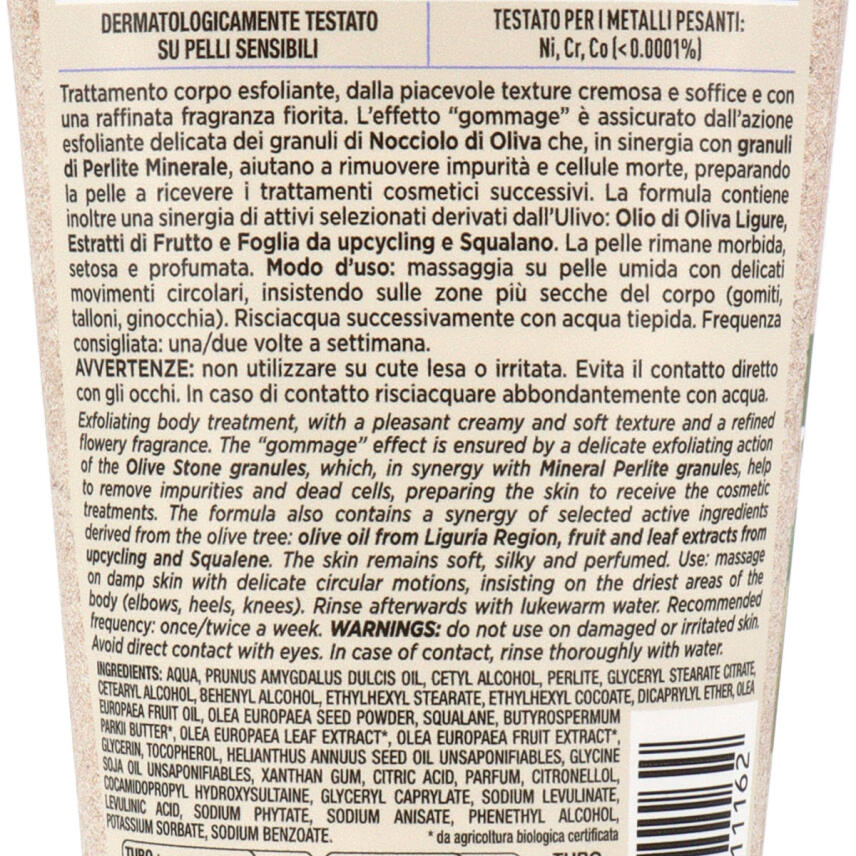 DERMATOLOGICAMENTE TESTATO
SU PELLI SENSIBILI
TESTATO PER I METALLI PESANTI:
Ni, Cr, Co (<0.0001%)
Trattamento corpo esfoliante, dalla piacevole texture cremosa e soffice e con
una raffinata fragranza fiorita. L'effetto “gommage” è assicurato dall'azione
esfoliante delicata dei granuli di Nocciolo di Oliva che, in sinergia con granuli
di Perlite Minerale, aiutano a rimuovere impurità e cellule morte, preparando
la pelle a ricevere i trattamenti cosmetici successivi. La formula contiene
inoltre una sinergia di attivi selezionati derivati dall'Ulivo: Olio di Oliva Ligure,
Estratti di Frutto e Foglia da upcycling e Squalano. La pelle rimane morbida,
setosa e profumata. Modo d'uso: massaggia su pelle umida con delicati
movimenti circolari, insistendo sulle zone più secche del corpo (gomiti,
talloni, ginocchia). Risciacqua successivamente con acqua tiepida. Frequenza
consigliata: una/due volte a settimana.
AVVERTENZE: non utilizzare su cute lesa o irritata. Evita il contatto diretto
con gli occhi. In caso di contatto risciacquare abbondantemente con acqua.
Exfoliating body treatment, with a pleasant creamy and soft texture and a refined
flowery fragrance. The “gommage” effect is ensured by a delicate exfoliating action
of the Olive Stone granules, which, in synergy with Mineral Perlite granules, help
to remove impurities and dead cells, preparing the skin to receive the cosmetic
treatments. The formula also contains a synergy of selected active ingredients
derived from the olive tree: olive oil from Liguria Region, fruit and leaf extracts from
upcycling and Squalene. The skin remains soft, silky and perfumed. Use: massage
on damp skin with delicate circular motions, insisting on the driest areas of the
body (elbows, heels, knees). Rinse afterwards with lukewarm water. Recommended
frequency: once/twice a week. WARNINGS: do not use on damaged or irritated skin.
Avoid direct contact with eyes. In case of contact, rinse thoroughly with water.
INGREDIENTS: AQUA, PRUNUS AMYGDALUS DULCIS OIL, CETYL ALCOHOL, PERLITE, GLYCERYL STEARATE CITRATE,
CETEARYL ALCOHOL, BEHENYL ALCOHOL, ETHYLHEXYL STEARATE, ETHYLHEXYL COCOATE, DICAPRYLYL ETHER, OLEA
EUROPAEA FRUIT OIL, OLEA EUROPAEA SEED POWDER, SQUALANE, BUTYROSPERMUM
PARKII BUTTER*, OLEA EUROPAEA LEAF EXTRACT*, OLEA EUROPAEA FRUIT EXTRACT*,
GLYCERIN, TOCOPHEROL, HELIANTHUS ANNUUS SEED OIL UNSAPONIFIABLES, GLYCINE
SOJA OIL UNSAPONIFIABLES, XANTHAN GUM, CITRIC ACID, PARFUM, CITRONELLOL,
COCAMIDOPROPYL HYDROXYSULTAINE, GLYCERYL CAPRYLATE, SODIUM LEVULINATE,
LEVULINIC ACID, SODIUM PHYTATE, SODIUM ANISATE, PHENETHYL ALCOHOL,
POTASSIUM SORBATE, SODIUM BENZOATE.
* da agricoltura biologica certificata
11162
TUBO
TUBO